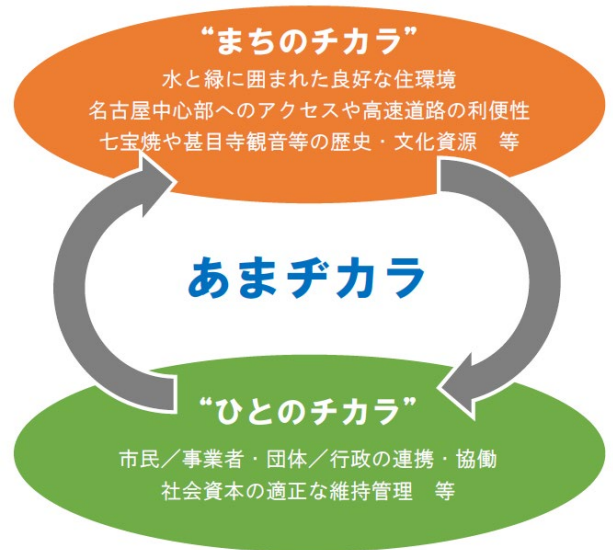 “まちのチカラ”
水と緑に囲まれた良好な住環境
名古屋中心部へのアクセスや高速道路の利便性
七宝焼や甚目寺観音等の歴史・文化資源　等
あまヂカラ
“ひとのチカラ”
市民／事業者・団体／行政の連携・協働
社会資本の適正な維持管理　等